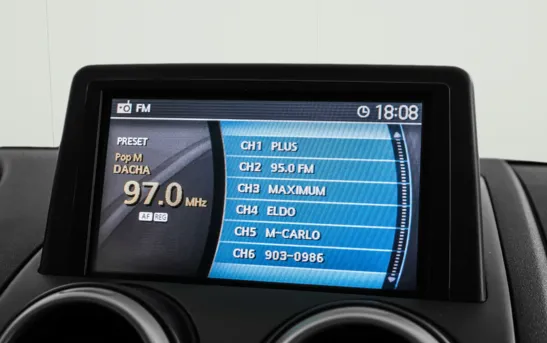 FM 18:08
PRESET
Pop M
DACHA
97.0 MHz
AF REG
CH1 PLUS
CH2 95.0 FM
CH3 MAXIMUM
CH4 ELDO
CH5 M-CARLO
CH6 903-0986